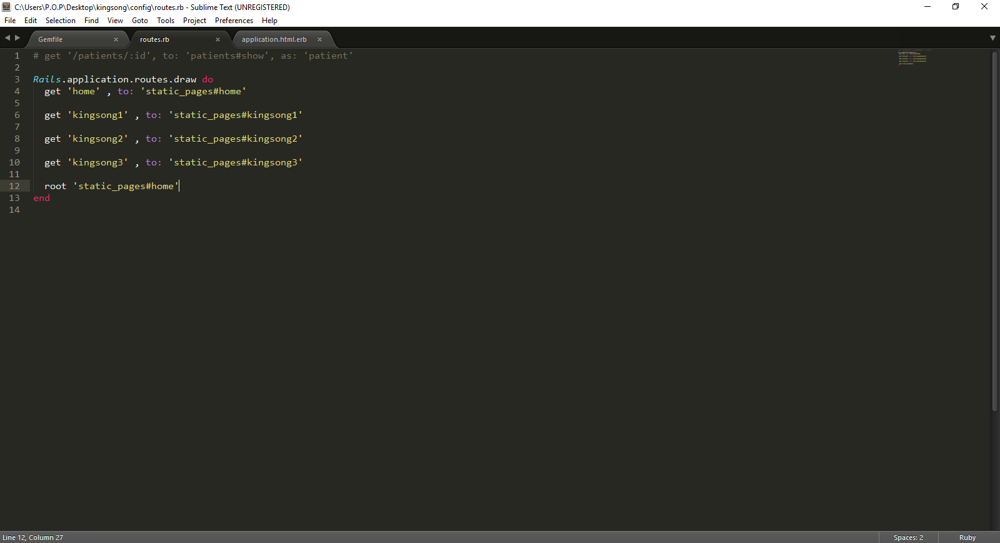 C:\Users\P.O.P\Desktop\kingsong\config\routes.rb - Sublime Text (UNREGISTERED)
File Edit Selection Find View Goto Tools Project Preferences Help
Gemfile × routes.rb × application.html.erb ×
1 # get '/patients/:id', to: 'patients#show', as: 'patient'
2
3 Rails.application.routes.draw do
4   get 'home' , to: 'static_pages#home'
5
6   get 'kingsong1' , to: 'static_pages#kingsong1'
7
8   get 'kingsong2' , to: 'static_pages#kingsong2'
9
10   get 'kingsong3' , to: 'static_pages#kingsong3'
11
12   root 'static_pages#home'
13 end
14
Line 12, Column 27 Spaces: 2 Ruby